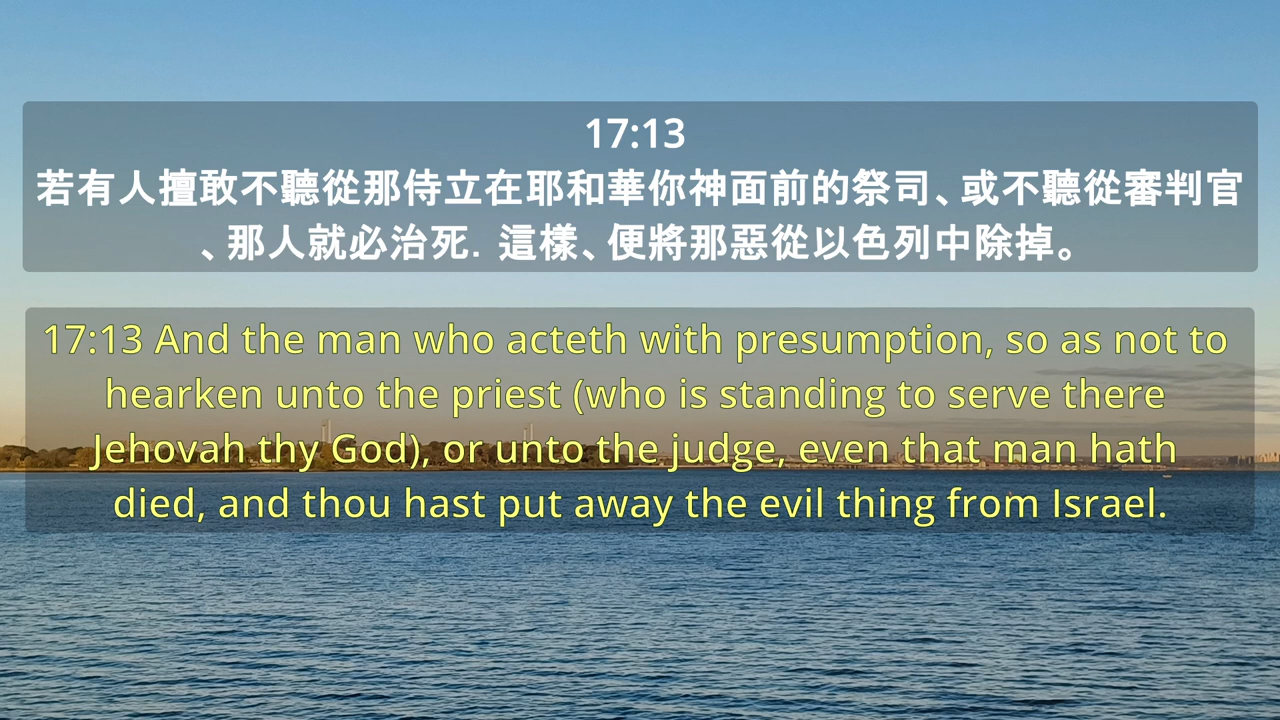 17:13
若有人擅敢不聽從那侍立在耶和華你神面前的祭司、或不聽從審判官
、那人就必治死．這樣、便將那惡從以色列中除掉。
17:13 And the man who acteth with presumption, so as not to
hearken unto the priest (who is standing to serve there
Jehovah thy God), or unto the judge, even that man hath
died, and thou hast put away the evil thing from Israel.